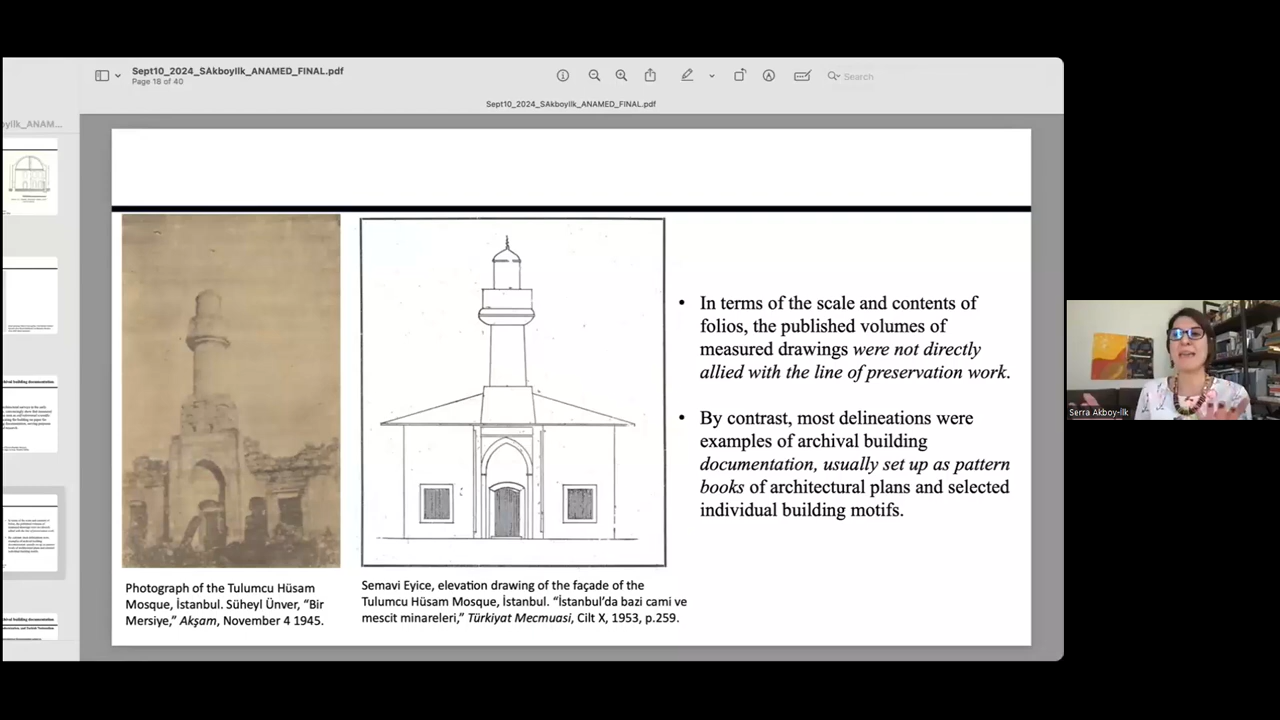 Sept10_2024_SAkboyIlk_ANAMED_FINAL.pdf
Page 18 of 40
Search
Sept10_2024_SAkboyIlk_ANAMED_FINAL.pdf
oyIlk_ANAM...
In terms of the scale and contents of
folios, the published volumes of
measured drawings were not directly
allied with the line of preservation work.
By contrast, most delineations were
examples of archival building
documentation, usually set up as pattern
books of architectural plans and selected
individual building motifs.
Photograph of the Tulumcu Hüsam
Mosque, İstanbul. Süheyl Ünver, “Bir
Mersiye,” Akşam, November 4 1945.
Semavi Eyice, elevation drawing of the façade of the
Tulumcu Hüsam Mosque, İstanbul. “İstanbul’da bazi cami ve
mescit minareleri,” Türkiyat Mecmuasi, Cilt X, 1953, p.259.
Serra Akboy-Ilk